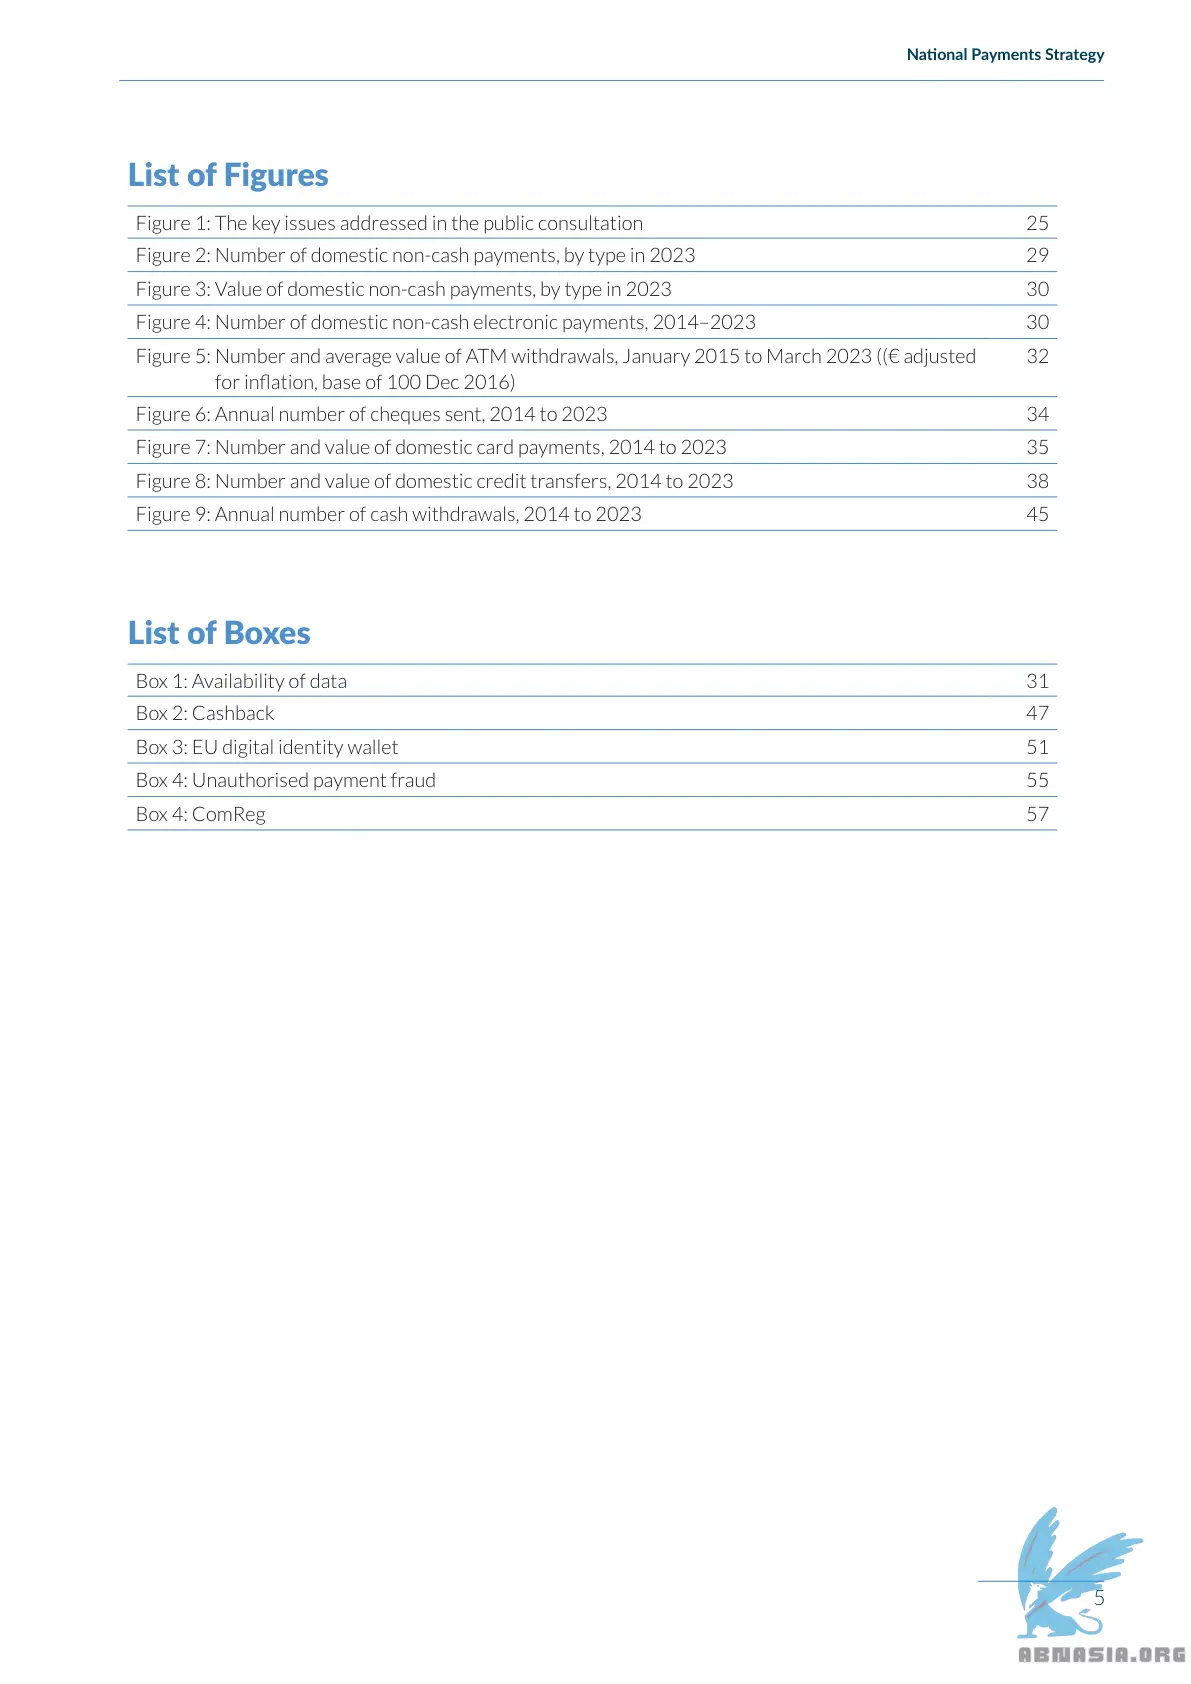 National Payments Strategy
List of Figures
Figure 1: The key issues addressed in the public consultation 25
Figure 2: Number of domestic non-cash payments, by type in 2023 29
Figure 3: Value of domestic non-cash payments, by type in 2023 30
Figure 4: Number of domestic non-cash electronic payments, 2014–2023 30
Figure 5: Number and average value of ATM withdrawals, January 2015 to March 2023 ((€ adjusted 32
for inflation, base of 100 Dec 2016)
Figure 6: Annual number of cheques sent, 2014 to 2023 34
Figure 7: Number and value of domestic card payments, 2014 to 2023 35
Figure 8: Number and value of domestic credit transfers, 2014 to 2023 38
Figure 9: Annual number of cash withdrawals, 2014 to 2023 45
List of Boxes
Box 1: Availability of data 31
Box 2: Cashback 47
Box 3: EU digital identity wallet 51
Box 4: Unauthorised payment fraud 55
Box 4: ComReg 57
5
ABNASIA.ORG